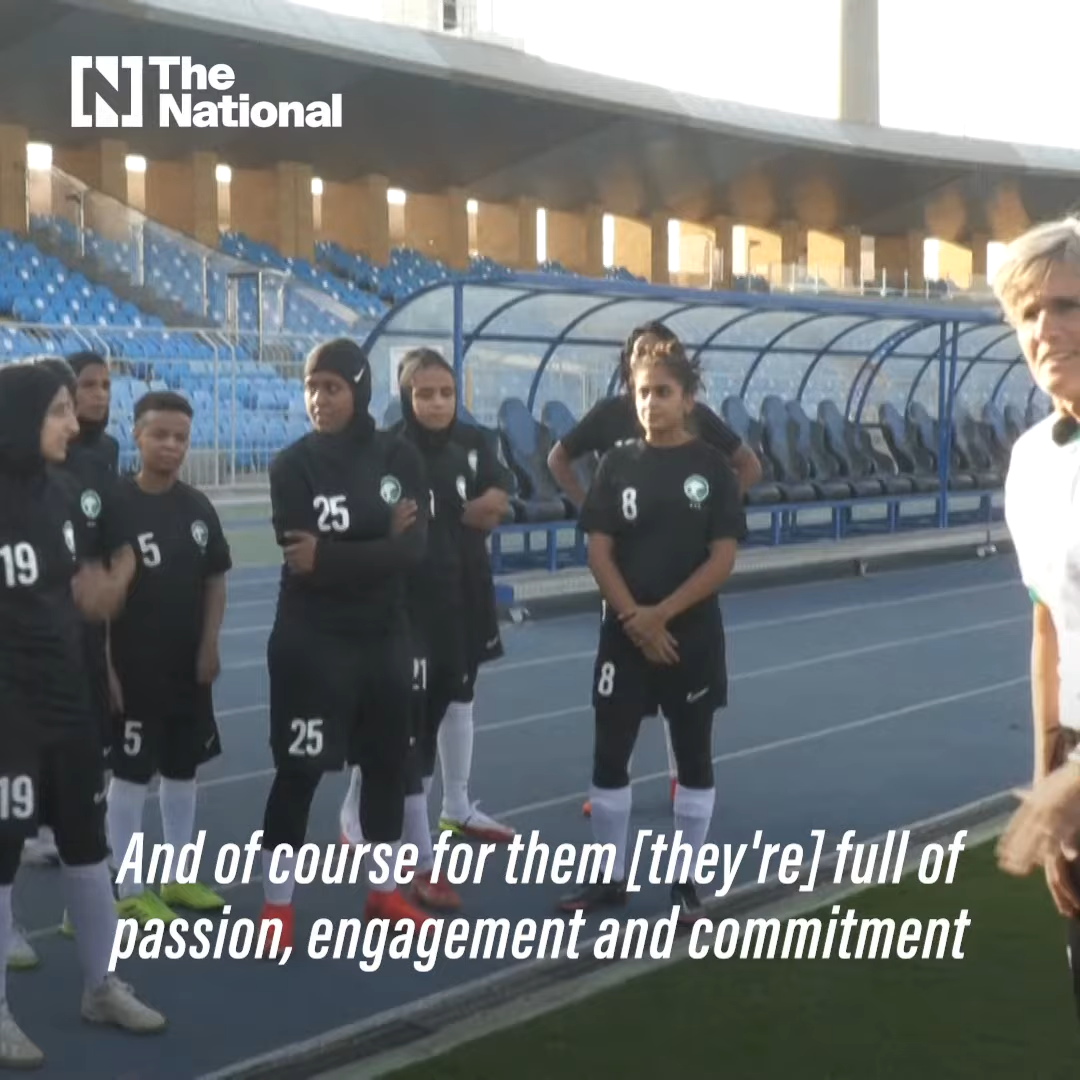 The
National
25
8
19
5
21
8
25
5
19
And of course for them [they're] full of
passion, engagement and commitment